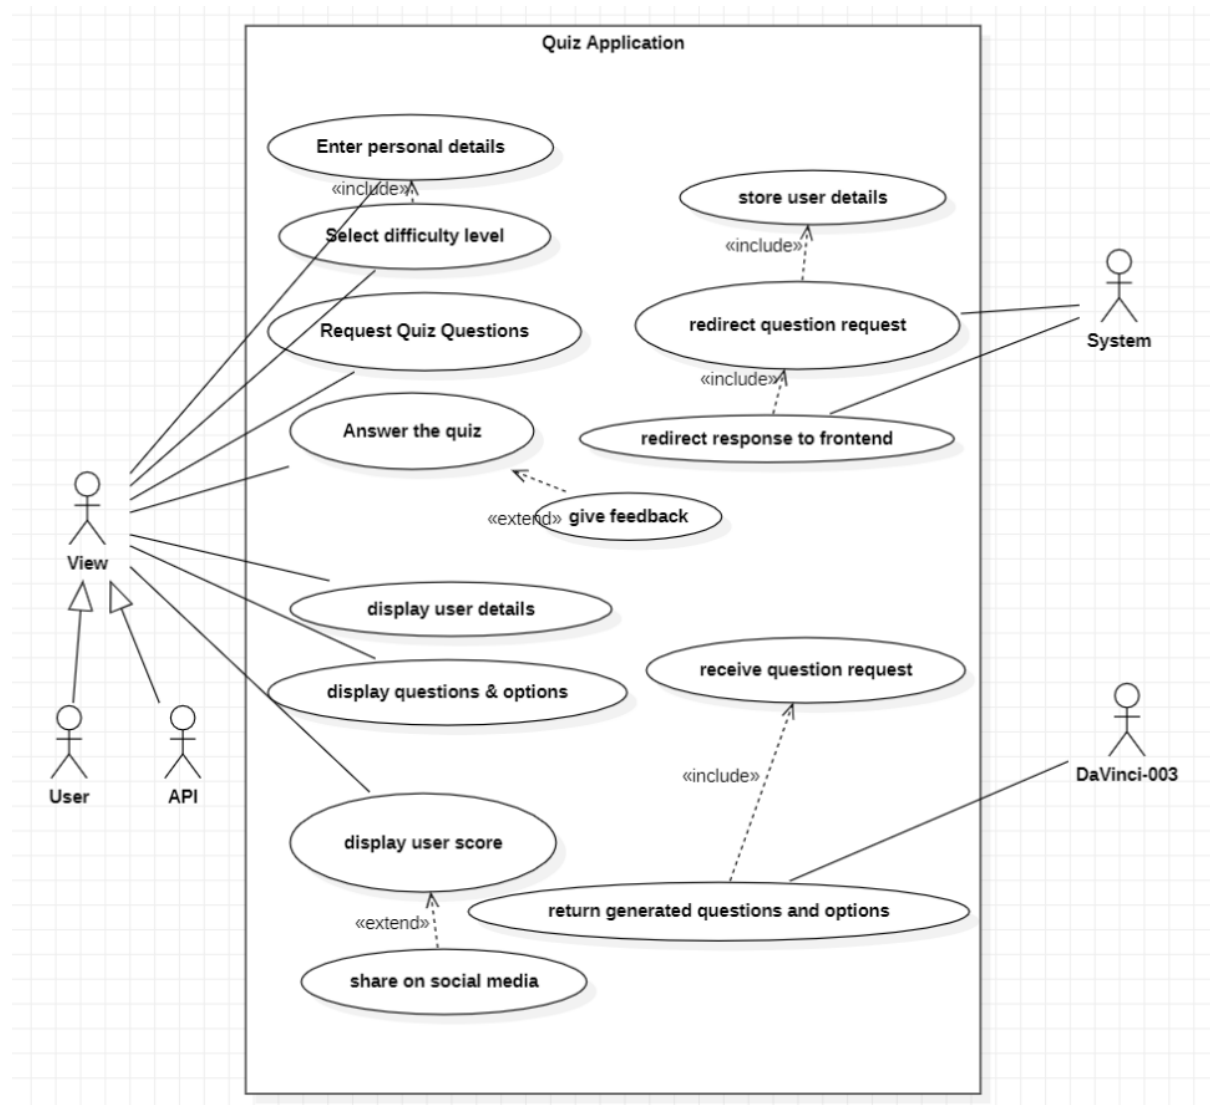 Quiz Application
Enter personal details
«include»
Select difficulty level
Request Quiz Questions
Answer the quiz
«extend»
give feedback
display user details
display questions & options
display user score
«extend»
share on social media
store user details
«include»
redirect question request
«include»
redirect response to frontend
receive question request
«include»
return generated questions and options
View
User
API
System
DaVinci-003